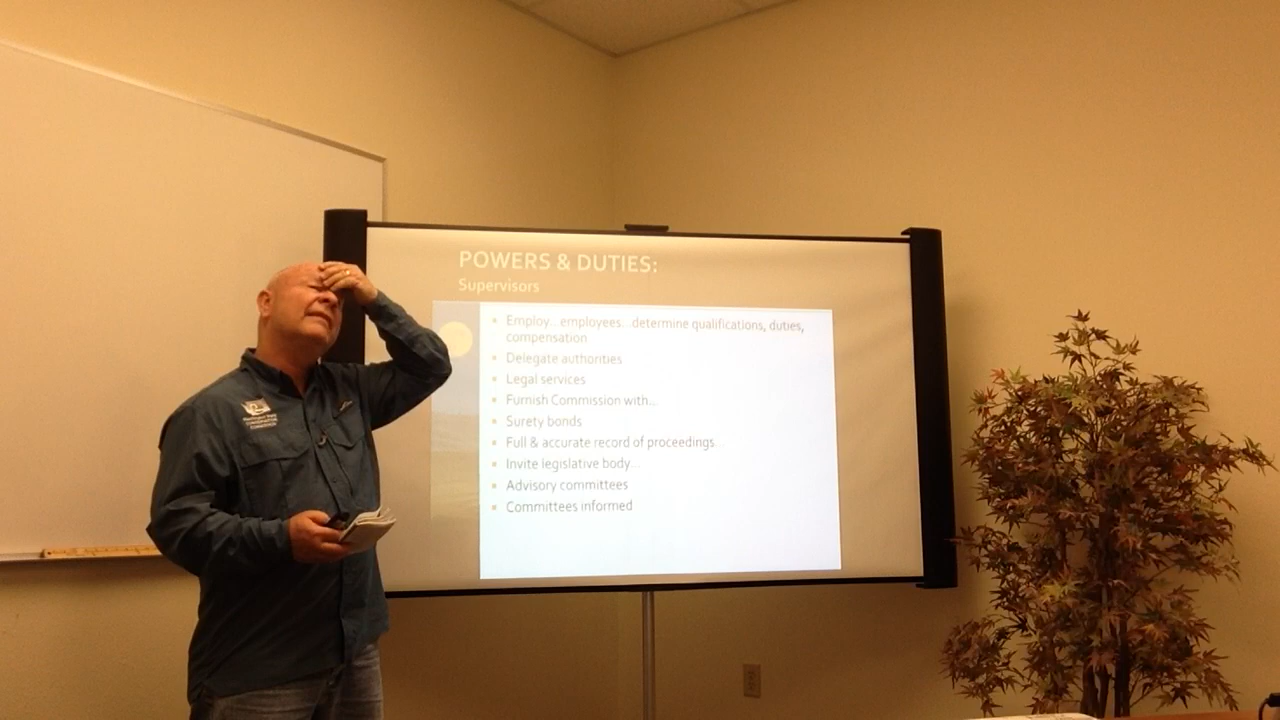 POWERS & DUTIES:
Supervisors
Employ...employees...determine qualifications, duties,
compensation
Delegate authorities
Legal services
Furnish Commission with...
Surety bonds
Full & accurate record of proceedings...
Invite legislative body...
Advisory committees
Committees informed